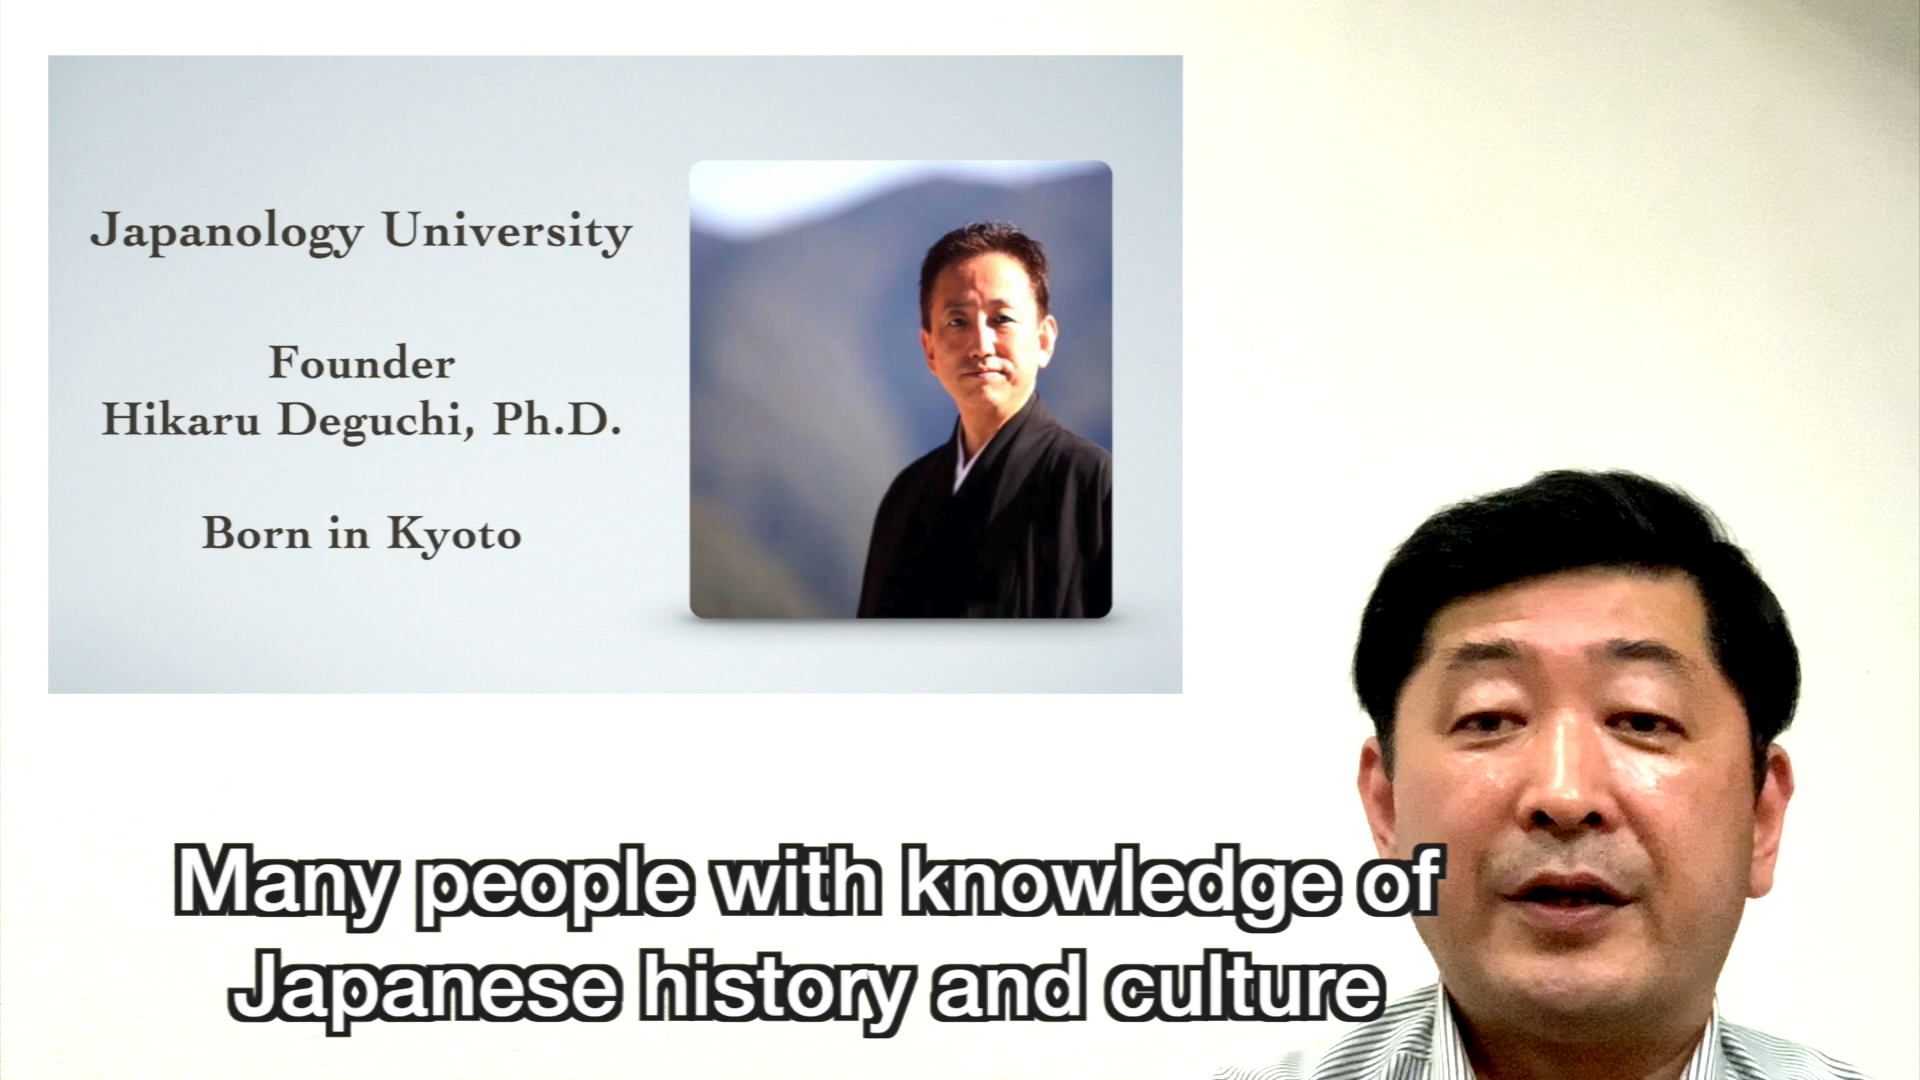 Japanology University
Founder
Hikaru Deguchi, Ph.D.
Born in Kyoto
Many people with knowledge of
Japanese history and culture